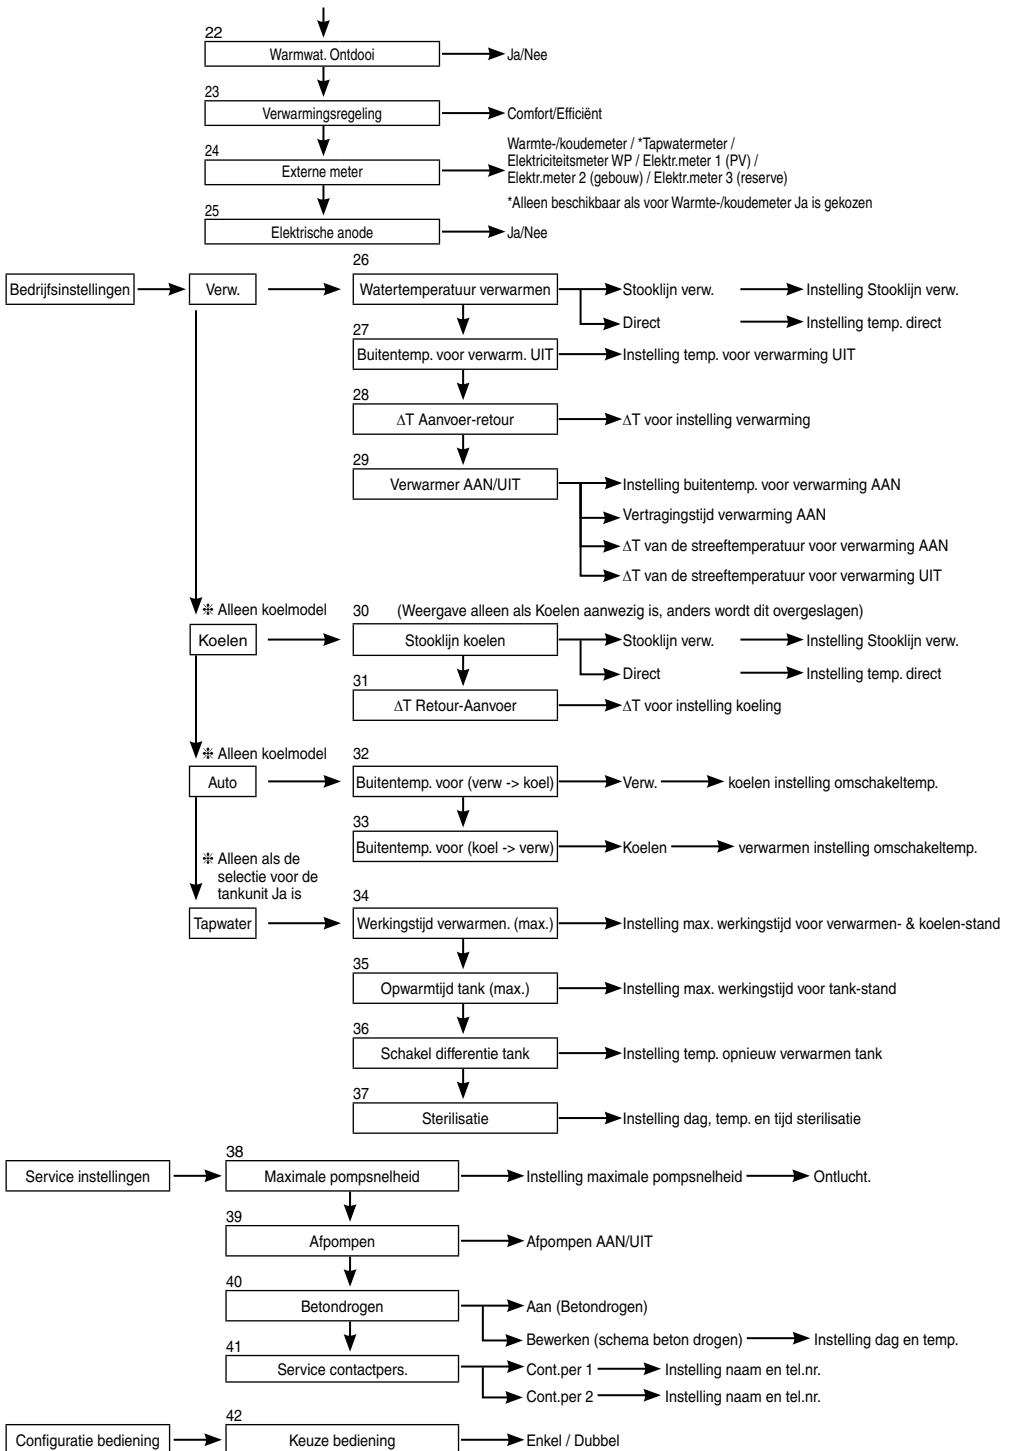 22
Warmwat. Ontdooi
Ja/Nee
23
Verwarmingsregeling
Comfort/Efficiënt
24
Externe meter
Warmte-/koudemeter / *Tapwatermeter /
Elektriciteitsmeter WP / Elektr.meter 1 (PV) /
Elektr.meter 2 (gebouw) / Elektr.meter 3 (reserve)
*Alleen beschikbaar als voor Warmte-/koudemeter Ja is gekozen
25
Elektrische anode
Ja/Nee
Bedrijfsinstellingen
Verw.
26
Watertemperatuur verwarmen
Stooklijn verw.
Instelling Stooklijn verw.
Direct
Instelling temp. direct
27
Buitentemp. voor verwarm. UIT
Instelling temp. voor verwarming UIT
28
ΔT Aanvoer-retour
ΔT voor instelling verwarming
29
Verwarmer AAN/UIT
Instelling buitentemp. voor verwarming AAN
Vertragingstijd verwarming AAN
ΔT van de streeftemperatuur voor verwarming AAN
ΔT van de streeftemperatuur voor verwarming UIT
⁜ Alleen koelmodel
Koelen
30
(Weergave alleen als Koelen aanwezig is, anders wordt dit overgeslagen)
Stooklijn koelen
Stooklijn verw.
Instelling Stooklijn verw.
Direct
Instelling temp. direct
31
ΔT Retour-Aanvoer
ΔT voor instelling koeling
⁜ Alleen koelmodel
Auto
32
Buitentemp. voor (verw -> koel)
Verw.
koelen instelling omschakeltemp.
33
Buitentemp. voor (koel -> verw)
Koelen
verwarmen instelling omschakeltemp.
⁜ Alleen als de
selectie voor de
tankunit Ja is
Tapwater
34
Werkingstijd verwarmen. (max.)
Instelling max. werkingstijd voor verwarmen- & koelen-stand
35
Opwarmtijd tank (max.)
Instelling max. werkingstijd voor tank-stand
36
Schakel differentie tank
Instelling temp. opnieuw verwarmen tank
37
Sterilisatie
Instelling dag, temp. en tijd sterilisatie
Service instellingen
38
Maximale pompsnelheid
Instelling maximale pompsnelheid
Ontlucht.
39
Afpompen
Afpompen AAN/UIT
40
Betondrogen
Aan (Betondrogen)
Bewerken (schema beton drogen)
Instelling dag en temp.
41
Service contactpers.
Cont.per 1
Instelling naam en tel.nr.
Cont.per 2
Instelling naam en tel.nr.
Configuratie bediening
42
Keuze bediening
Enkel / Dubbel